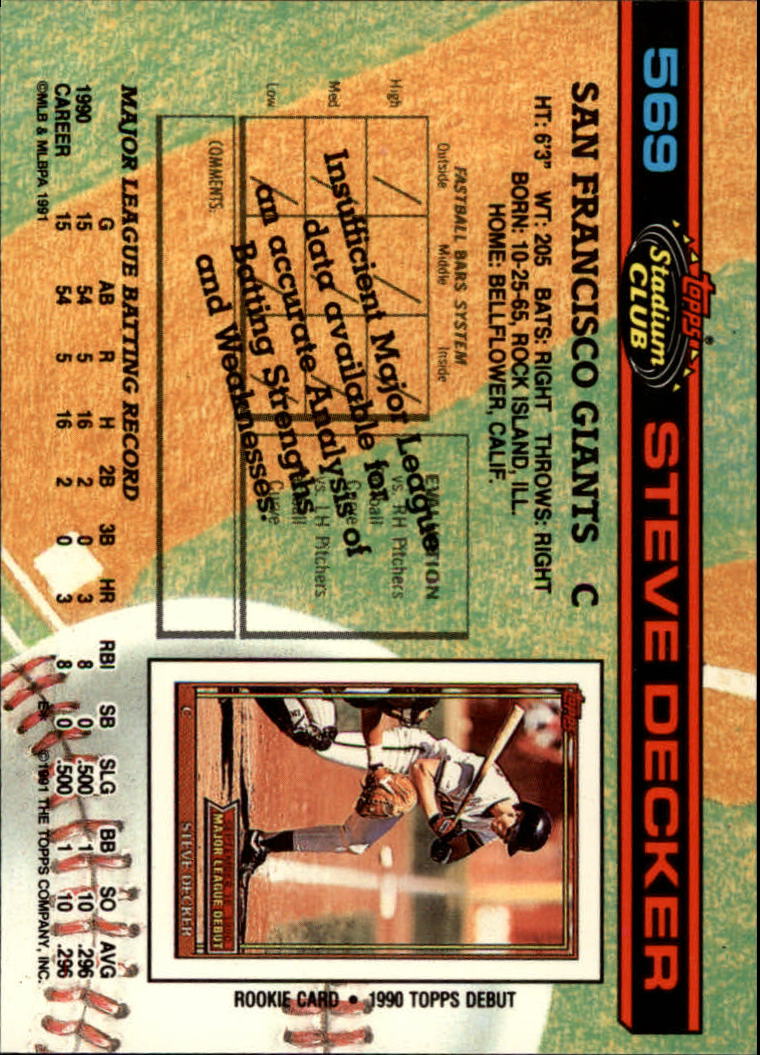 569 Topps® Stadium CLUB STEVE DECKER
SAN FRANCISCO GIANTS C
HT: 6'3" WT: 205 BATS: RIGHT THROWS: RIGHT
BORN: 10-25-65, ROCK ISLAND, ILL.
HOME: BELLFLOWER, CALIF.
FASTBALL BARS SYSTEM
Outside Middle Inside
High
Med
Low
EVALUATION
vs. RH Pitchers
Curve
vs. LH Pitchers
Curve
COMMENTS:
Insufficient Major League
data available for
an accurate Analysis of
Batting Strengths
and Weaknesses.
Topps
MAJOR LEAGUE DEBUT
C STEVE DECKER
ROOKIE CARD • 1990 TOPPS DEBUT
MAJOR LEAGUE BATTING RECORD
G AB R H 2B 3B HR RBI SB SLG BB SO AVG
1990 15 54 5 16 2 0 3 8 0 .500 1 10 .296
CAREER 15 54 5 16 2 0 3 8 0 .500 1 10 .296
©MLB & MLBPA 1991 E* ©1991 THE TOPPS COMPANY, INC.